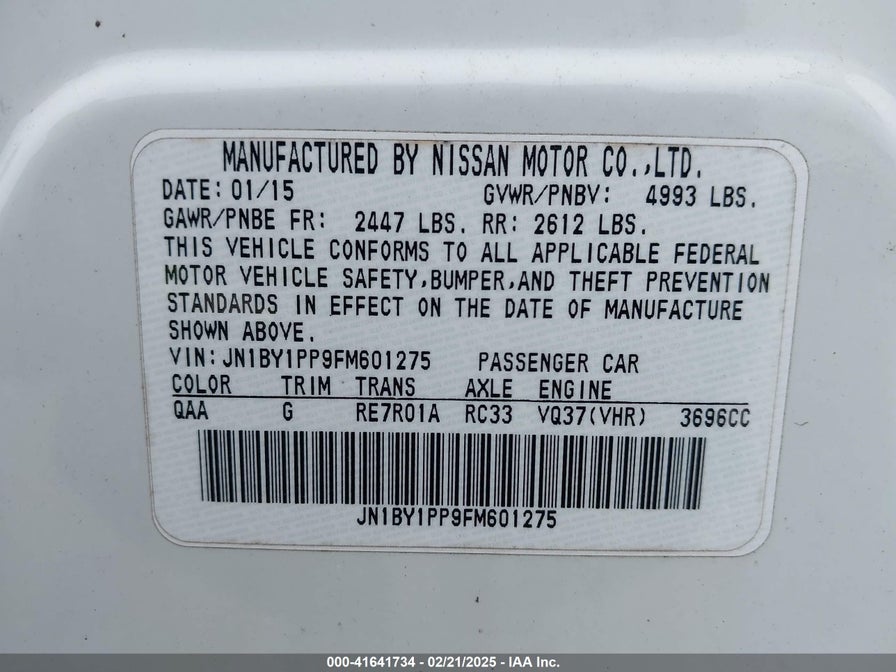 MANUFACTURED BY NISSAN MOTOR CO.,LTD.
DATE: 01/15 GVWR/PNBV: 4993 LBS.
GAWR/PNBE FR: 2447 LBS. RR: 2612 LBS.
THIS VEHICLE CONFORMS TO ALL APPLICABLE FEDERAL
MOTOR VEHICLE SAFETY,BUMPER,AND THEFT PREVENTION
STANDARDS IN EFFECT ON THE DATE OF MANUFACTURE
SHOWN ABOVE.
VIN: JN1BY1PP9FM601275 PASSENGER CAR
COLOR TRIM TRANS AXLE ENGINE
QAA G RE7R01A RC33 VQ37(VHR) 3696CC
JN1BY1PP9FM601275
000-41641734 - 02/21/2025 - IAA Inc.